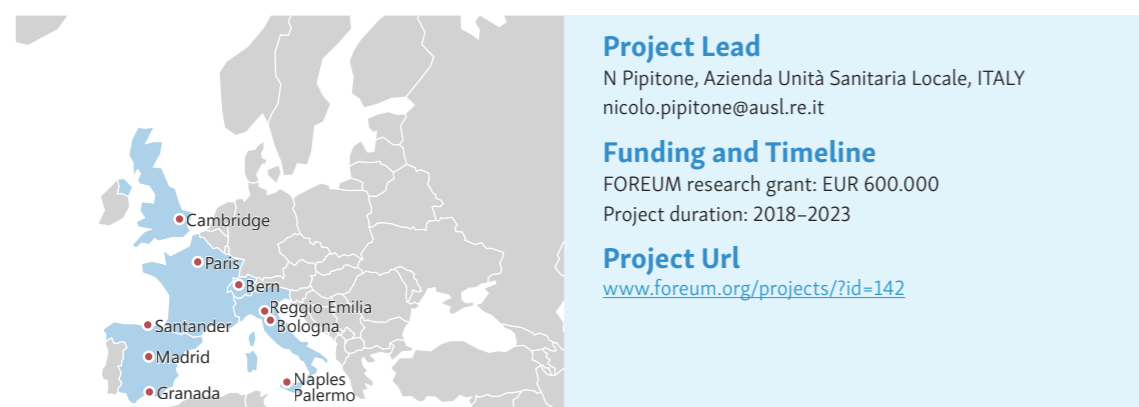 Cambridge
Paris
Bern
Reggio Emilia
Bologna
Santander
Madrid
Granada
Naples
Palermo
Project Lead
N Pipitone, Azienda Unità Sanitaria Locale, ITALY
nicolo.pipitone@ausl.re.it
Funding and Timeline
FOREUM research grant: EUR 600.000
Project duration: 2018–2023
Project Url
www.foreum.org/projects/?id=142